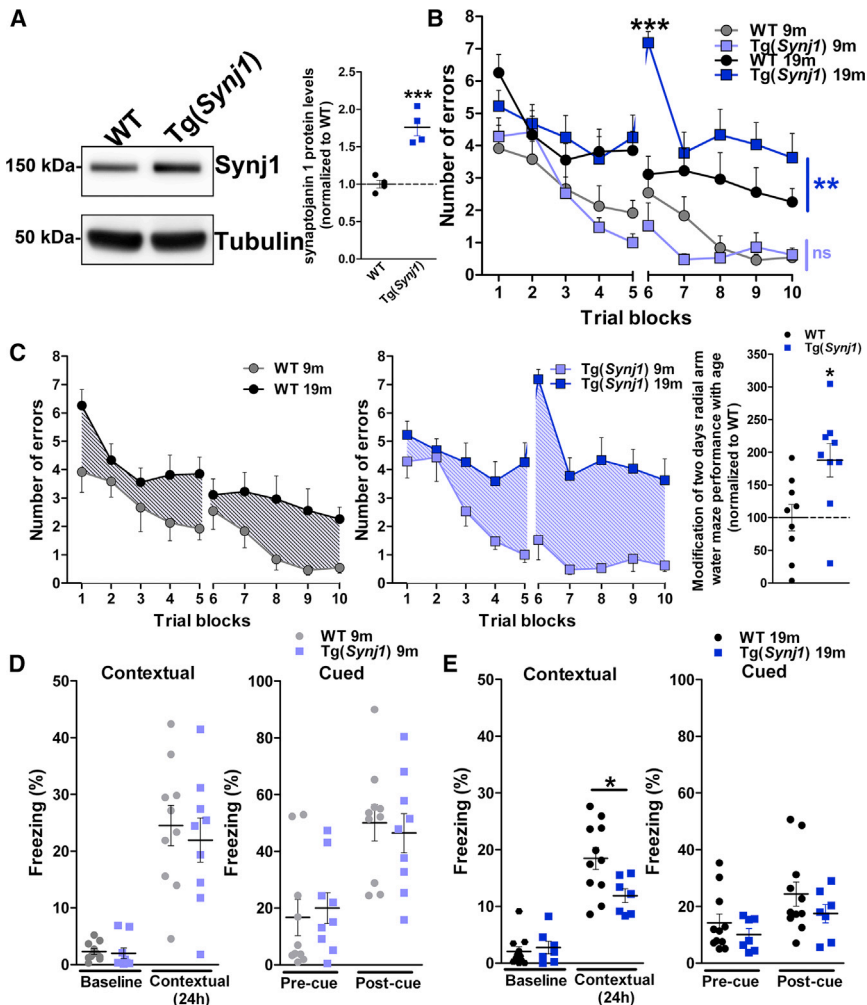 A
WT
Tg(Synj1)
150 kDa
Synj1
50 kDa
Tubulin
synaptojanin 1 protein levels
(normalized to WT)
2.5
2.0
1.5
1.0
0.5
0.0
***
WT
Tg(Synj1)
B
Number of errors
8
7
6
5
4
3
2
1
0
***
WT 9m
Tg(Synj1) 9m
WT 19m
Tg(Synj1) 19m
**
ns
1 2 3 4 5 6 7 8 9 10
Trial blocks
C
Number of errors
8
7
6
5
4
3
2
1
0
WT 9m
WT 19m
1 2 3 4 5 6 7 8 9 10
Trial blocks
Number of errors
8
7
6
5
4
3
2
1
0
Tg(Synj1) 9m
Tg(Synj1) 19m
1 2 3 4 5 6 7 8 9 10
Trial blocks
WT
Tg(Synj1)
Modification of two days radial arm
water maze performance with age
(normalized to WT)
350
300
250
200
150
100
50
0
*
D
WT 9m
Tg(Synj1) 9m
Contextual
Freezing (%)
50
40
30
20
10
0
Baseline
Contextual
(24h)
Cued
Freezing (%)
100
80
60
40
20
0
Pre-cue
Post-cue
E
WT 19m
Tg(Synj1) 19m
Contextual
Freezing (%)
50
40
30
20
10
0
*
Baseline
Contextual
(24h)
Cued
Freezing (%)
100
80
60
40
20
0
Pre-cue
Post-cue